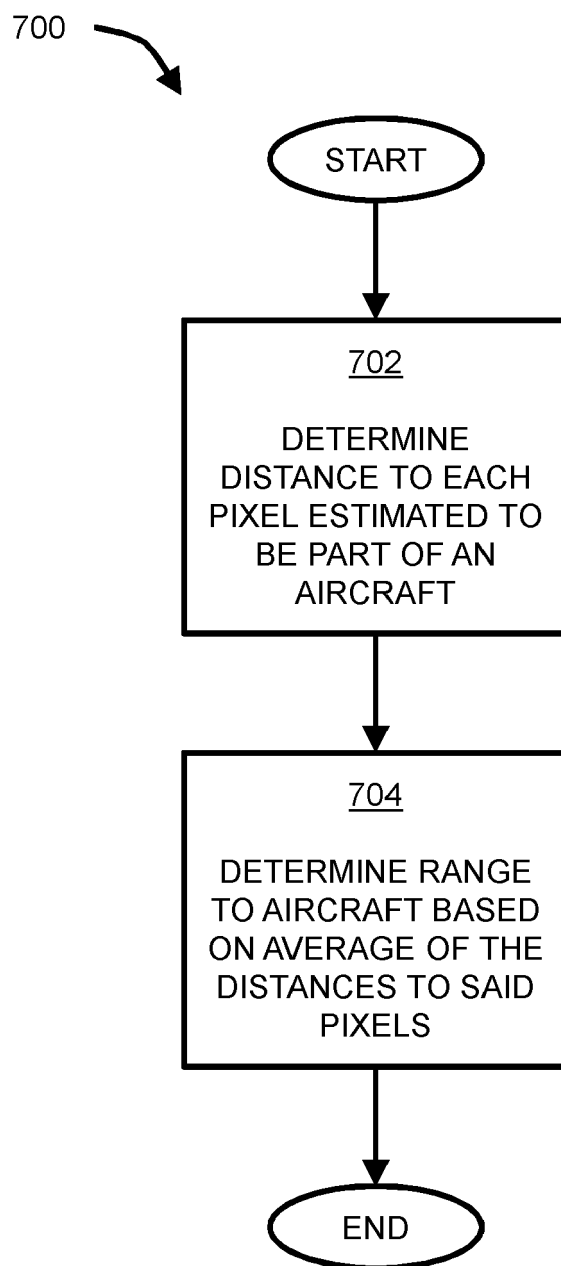 700
START
702
DETERMINE
DISTANCE TO EACH
PIXEL ESTIMATED TO
BE PART OF AN
AIRCRAFT
704
DETERMINE RANGE
TO AIRCRAFT BASED
ON AVERAGE OF THE
DISTANCES TO SAID
PIXELS
END